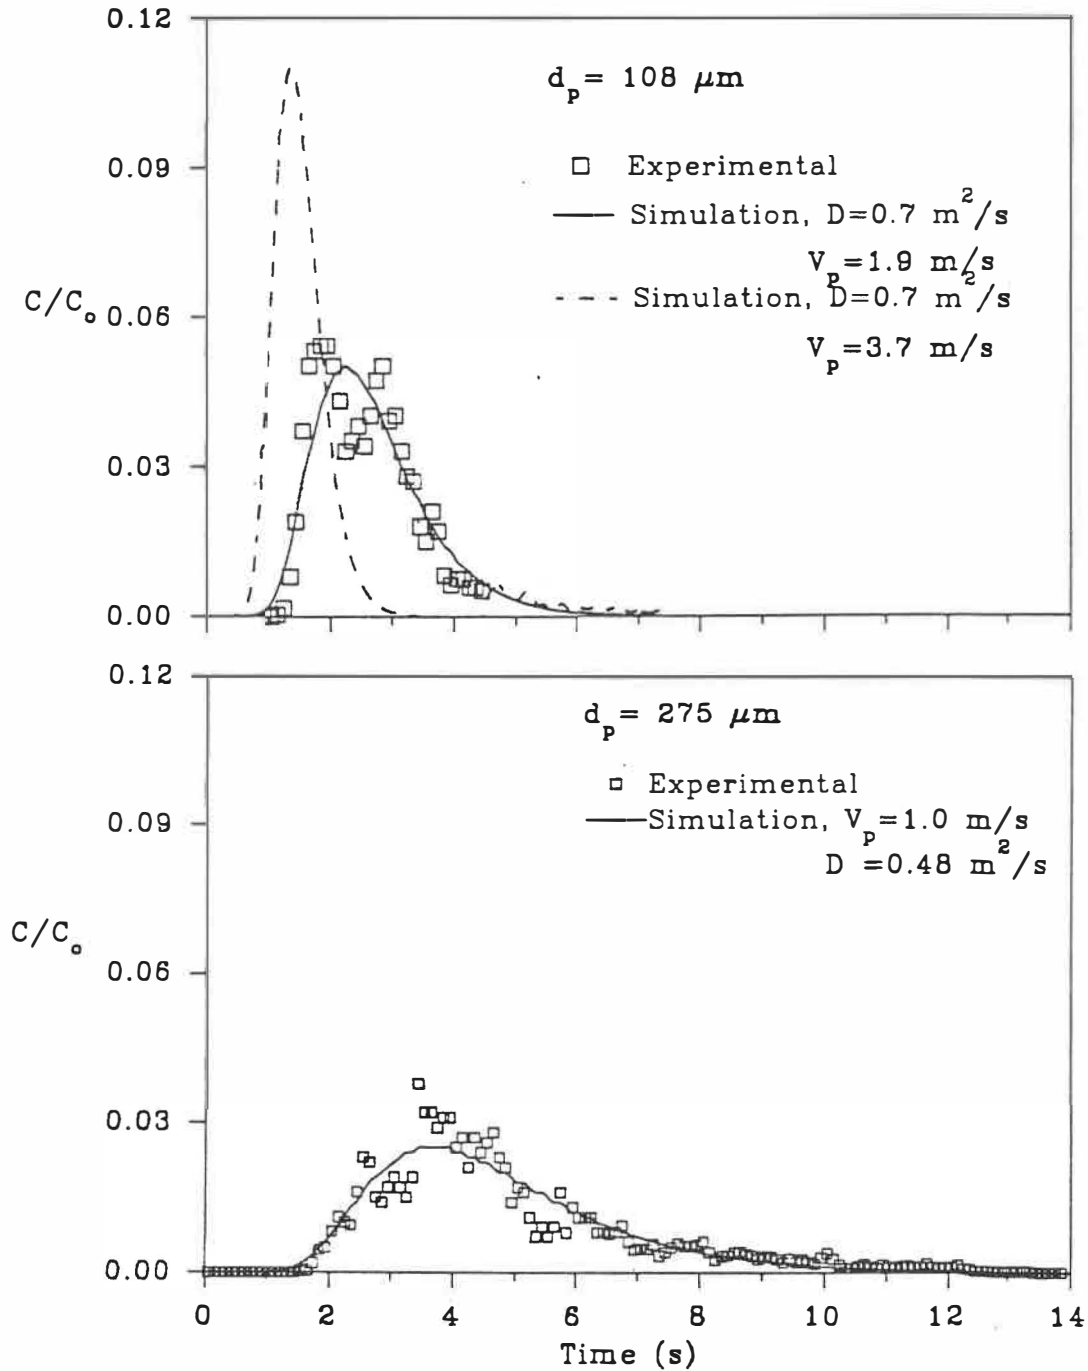 0.12
d_p= 108 μm
0.09
Experimental
Simulation, D=0.7 m²/s
V_p=1.9 m/s
C/C_o
0.06
Simulation, D=0.7 m²/s
V_p=3.7 m/s
0.03
0.00
0.12
d_p= 275 μm
Experimental
0.09
Simulation, V_p=1.0 m/s
D =0.48 m²/s
C/C_o
0.06
0.03
0.00
0 2 4 6 8 10 12 14
Time (s)